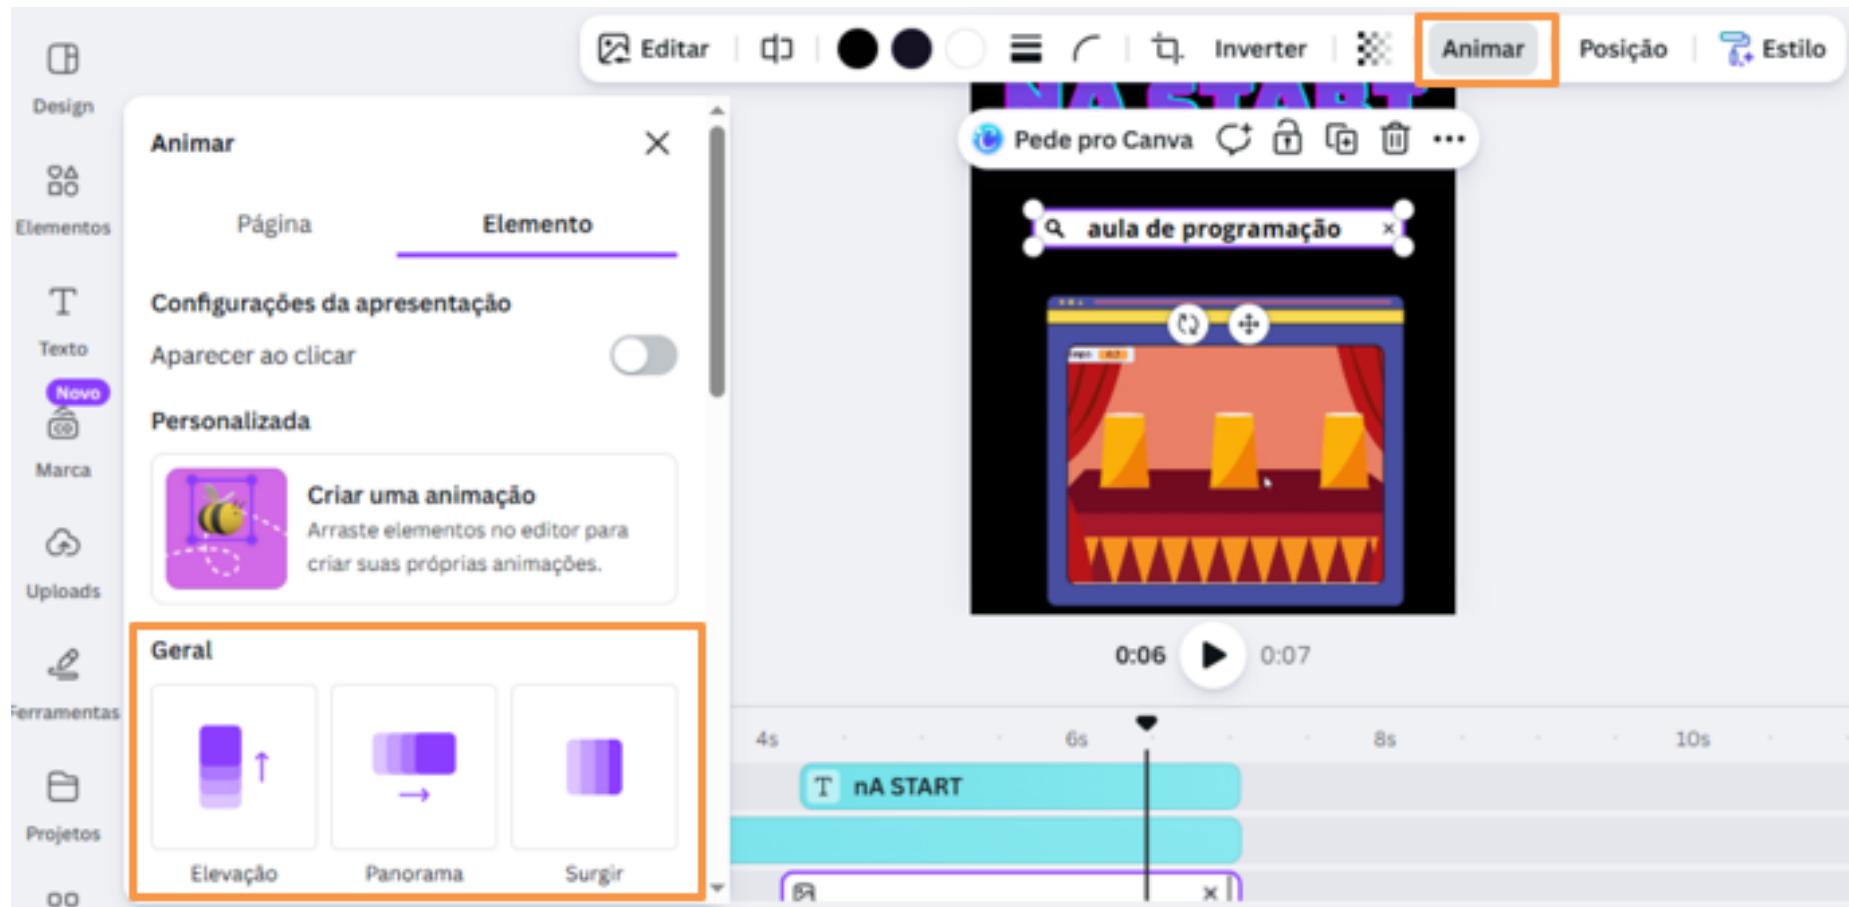 Editar
Inverter
Animar
Posição
Estilo
Design
Elementos
Texto
Novo
Marca
Uploads
Ferramentas
Projetos
Animar
Página
Elemento
Configurações da apresentação
Aparecer ao clicar
Personalizada
Criar uma animação
Arraste elementos no editor para
criar suas próprias animações.
Geral
Elevação
Panorama
Surgir
NA START
Pede pro Canva
aula de programação
0:06
0:07
4s
6s
8s
10s
nA START